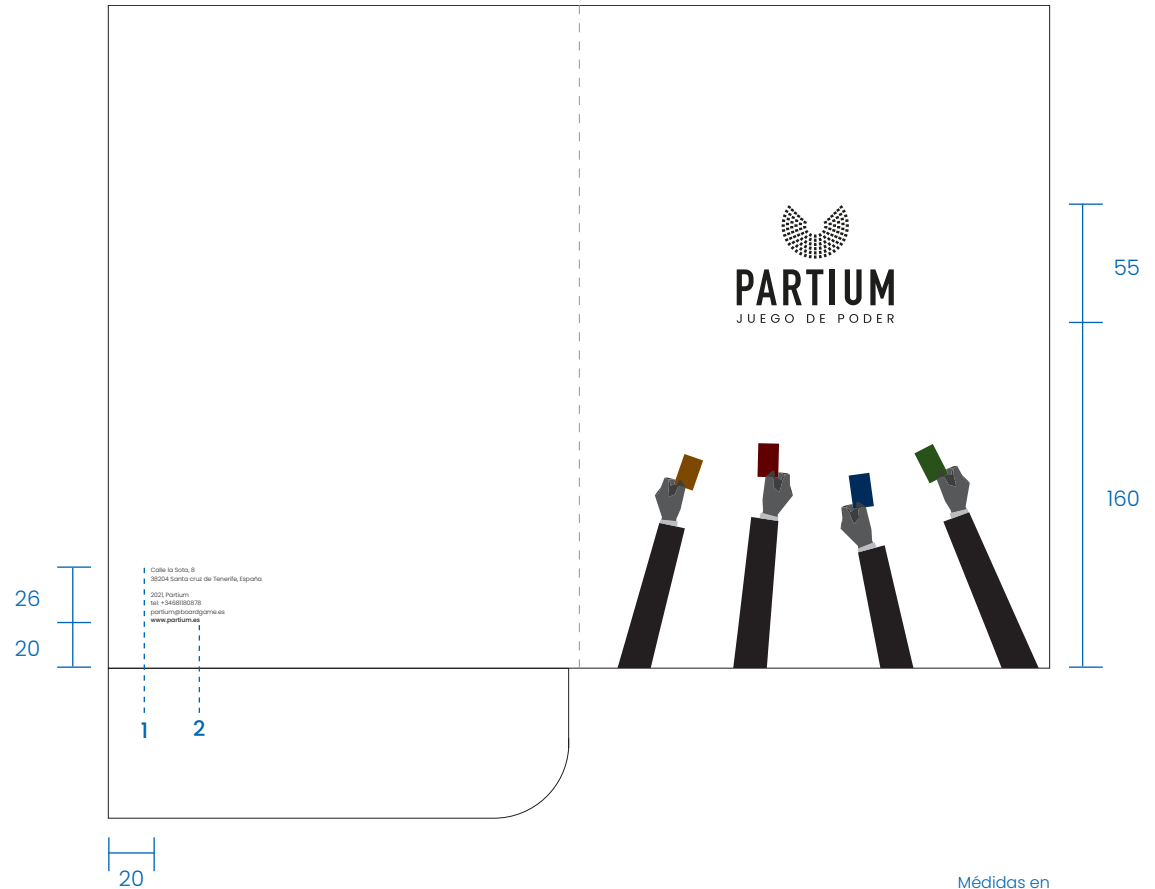 PARTIUM
JUEGO DE PODER
55
160
Calle la Sota, 8
38204 Santa cruz de Tenerife, España
2021, Partium
tel: +34681180878
partium@boardgame.es
www.partium.es
26
20
1
2
20
Médidas en